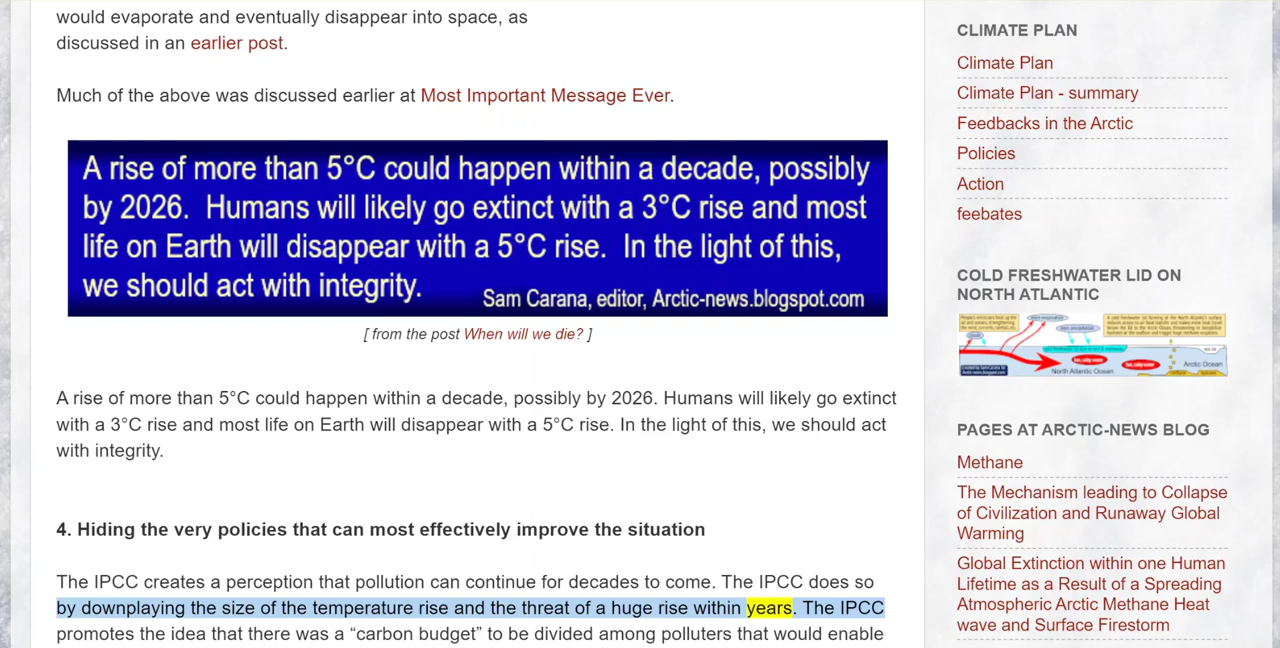 would evaporate and eventually disappear into space, as
discussed in an earlier post.
Much of the above was discussed earlier at Most Important Message Ever.
A rise of more than 5°C could happen within a decade, possibly
by 2026. Humans will likely go extinct with a 3°C rise and most
life on Earth will disappear with a 5°C rise. In the light of this,
we should act with integrity.
Sam Carana, editor, Arctic-news.blogspot.com
[ from the post When will we die? ]
A rise of more than 5°C could happen within a decade, possibly by 2026. Humans will likely go extinct
with a 3°C rise and most life on Earth will disappear with a 5°C rise. In the light of this, we should act
with integrity.
4. Hiding the very policies that can most effectively improve the situation
The IPCC creates a perception that pollution can continue for decades to come. The IPCC does so
by downplaying the size of the temperature rise and the threat of a huge rise within years. The IPCC
promotes the idea that there was a “carbon budget” to be divided among polluters that would enable
CLIMATE PLAN
Climate Plan
Climate Plan - summary
Feedbacks in the Arctic
Policies
Action
feebates
COLD FRESHWATER LID ON
NORTH ATLANTIC
North Atlantic Ocean
Arctic Ocean
PAGES AT ARCTIC-NEWS BLOG
Methane
The Mechanism leading to Collapse
of Civilization and Runaway Global
Warming
Global Extinction within one Human
Lifetime as a Result of a Spreading
Atmospheric Arctic Methane Heat
wave and Surface Firestorm